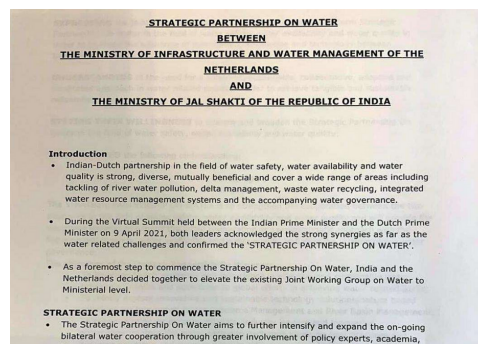 STRATEGIC PARTNERSHIP ON WATER
BETWEEN
THE MINISTRY OF INFRASTRUCTURE AND WATER MANAGEMENT OF THE
NETHERLANDS
AND
THE MINISTRY OF JAL SHAKTI OF THE REPUBLIC OF INDIA
Introduction
• Indian-Dutch partnership in the field of water safety, water availability and water
quality is strong, diverse, mutually beneficial and cover a wide range of areas including
tackling of river water pollution, delta management, waste water recycling, integrated
water resource management systems and the accompanying water governance.
• During the Virtual Summit held between the Indian Prime Minister and the Dutch Prime
Minister on 9 April 2021, both leaders acknowledged the strong synergies as far as the
water related challenges and confirmed the ‘STRATEGIC PARTNERSHIP ON WATER’.
• As a foremost step to commence the Strategic Partnership On Water, India and the
Netherlands decided together to elevate the existing Joint Working Group on Water to
Ministerial level.
STRATEGIC PARTNERSHIP ON WATER
• The Strategic Partnership On Water aims to further intensify and expand the on-going
bilateral water cooperation through greater involvement of policy experts, academia,